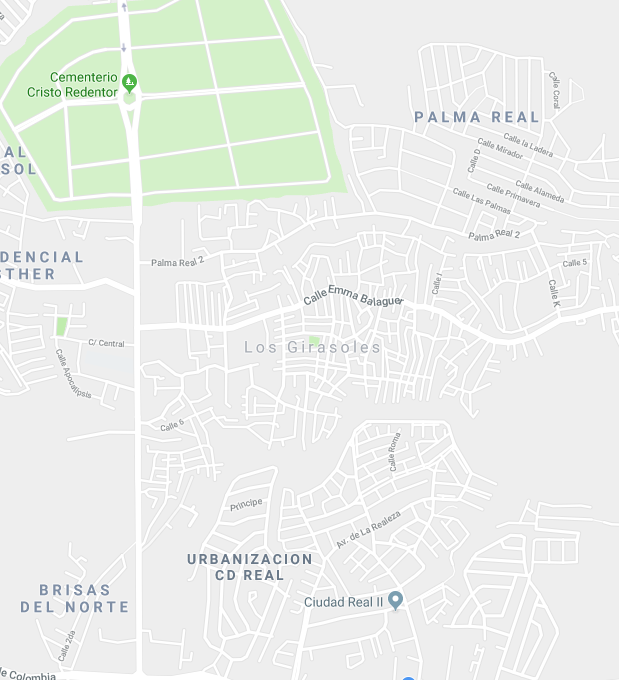 Cementerio
Cristo Redentor
PALMA REAL
Calle Coral
Calle la Ladera
Calle Mirador
Calle D
Calle Alameda
Calle Primavera
Calle Las Palmas
AL
SOL
Palma Real 2
DENCIAL
STHER
Palma Real 2
Calle 5
Calle I
Calle K
Calle Emma Balaguer
C/ Central
Los Girasoles
Calle Apocalipsis
Calle 6
Calle Roma
Principe
Av. de La Realeza
URBANIZACION
CD REAL
BRISAS
DEL NORTE
Ciudad Real II
Calle 2da
de Colombia